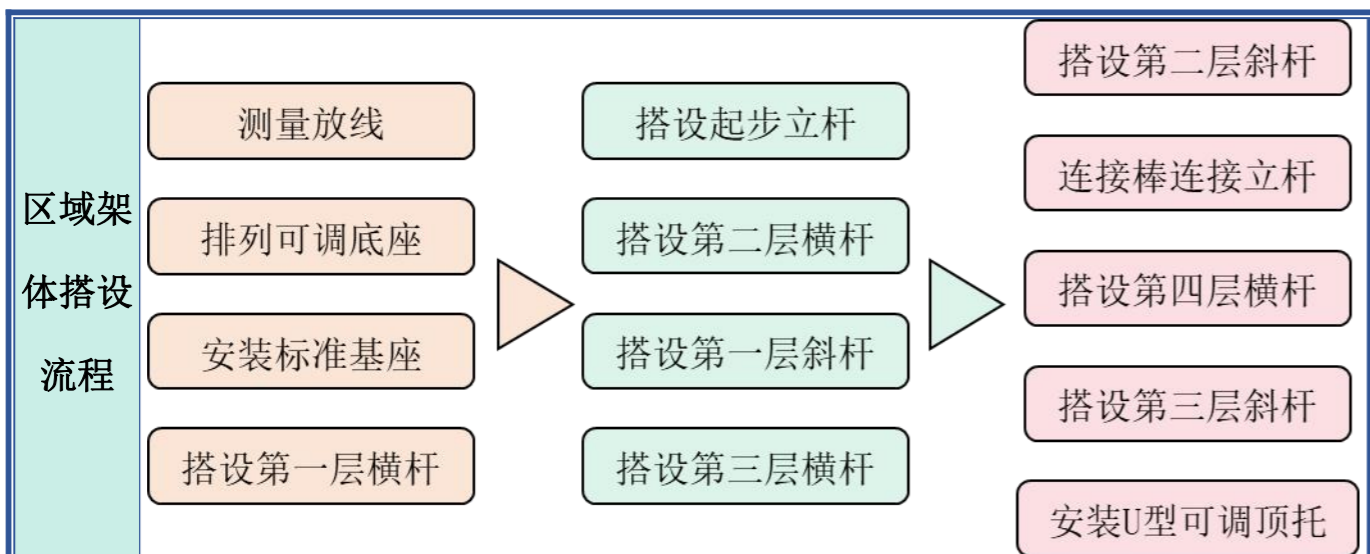 区域架
体搭设
流程
测量放线
排列可调底座
安装标准基座
搭设第一层横杆
搭设起步立杆
搭设第二层横杆
搭设第一层斜杆
搭设第三层横杆
搭设第二层斜杆
连接棒连接立杆
搭设第四层横杆
搭设第三层斜杆
安装U型可调顶托